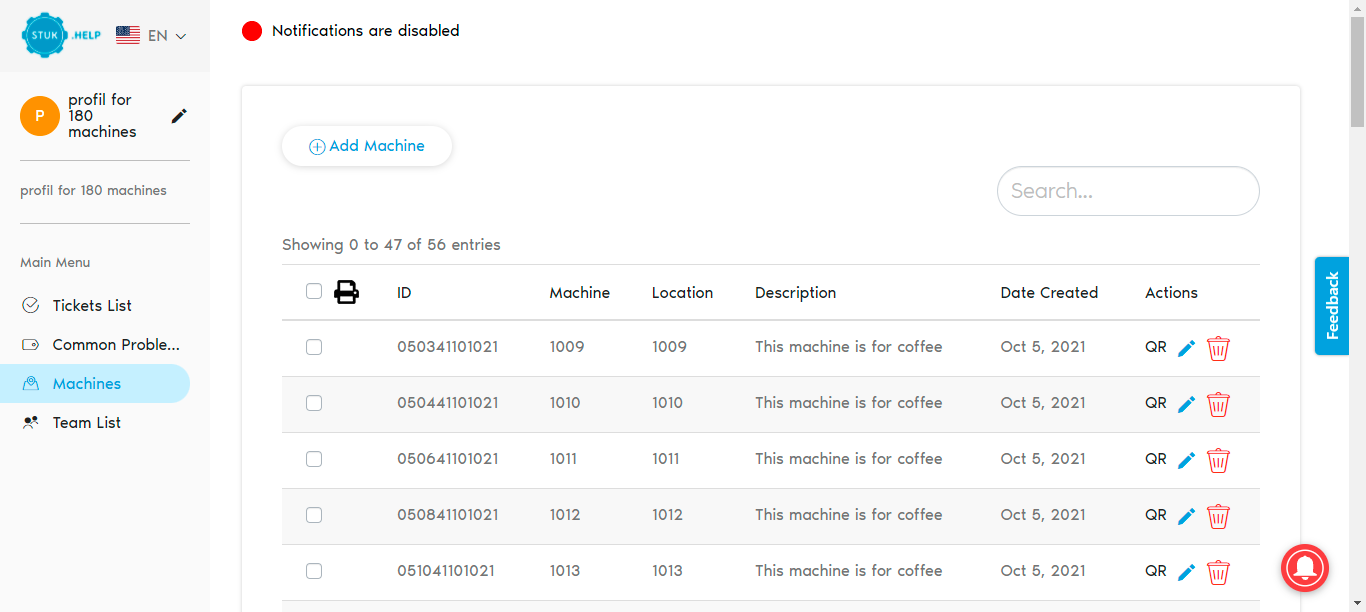 STUK .HELP
EN
Notifications are disabled
P
profil for
180
machines
profil for 180 machines
Main Menu
Tickets List
Common Proble...
Machines
Team List
Add Machine
Search...
Showing 0 to 47 of 56 entries
ID Machine Location Description Date Created Actions
050341101021 1009 1009 This machine is for coffee Oct 5, 2021 QR
050441101021 1010 1010 This machine is for coffee Oct 5, 2021 QR
050641101021 1011 1011 This machine is for coffee Oct 5, 2021 QR
050841101021 1012 1012 This machine is for coffee Oct 5, 2021 QR
051041101021 1013 1013 This machine is for coffee Oct 5, 2021 QR
Feedback